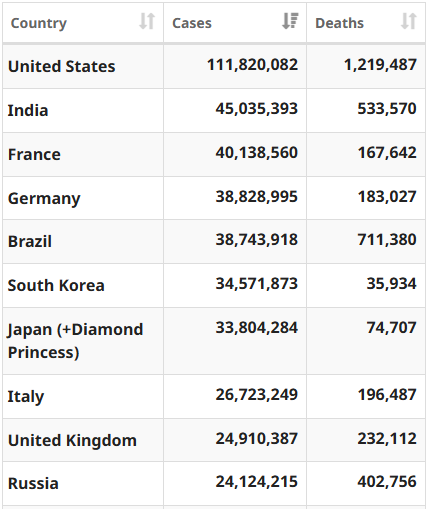 Country Cases Deaths
United States 111,820,082 1,219,487
India 45,035,393 533,570
France 40,138,560 167,642
Germany 38,828,995 183,027
Brazil 38,743,918 711,380
South Korea 34,571,873 35,934
Japan (+Diamond 33,804,284 74,707
Princess)
Italy 26,723,249 196,487
United Kingdom 24,910,387 232,112
Russia 24,124,215 402,756